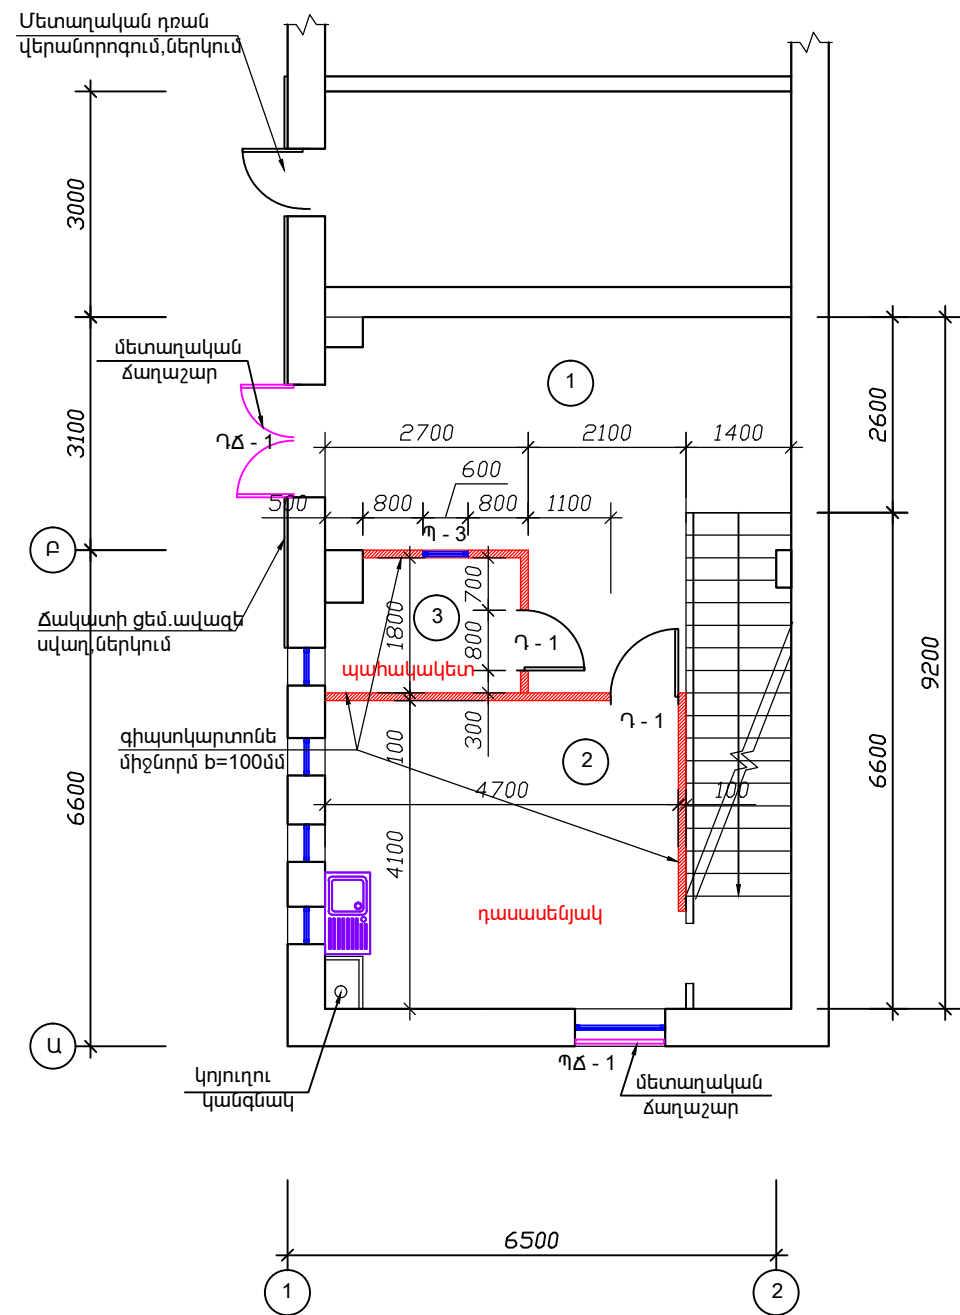 Մետաղական դռան
վերանորոգում,ներկում
3000
մետաղական
ճաղաշար
1
3100
ԴՃ - 1
2700
2100
1400
2600
600
500
800
800
1100
Պ - 3
Բ
700
3
1800
800
Դ - 1
Ճակատի ցեմ.ավազե
սվաղ,ներկում
պահակակետ
9200
Դ - 1
300
գիպսոկարտոնե
միջնորմ b=100մմ
100
2
6600
4700
100
6600
4100
դասասենյակ
Ա
ՊՃ - 1
կոյուղու
կանգնակ
մետաղական
ճաղաշար
6500
1
2